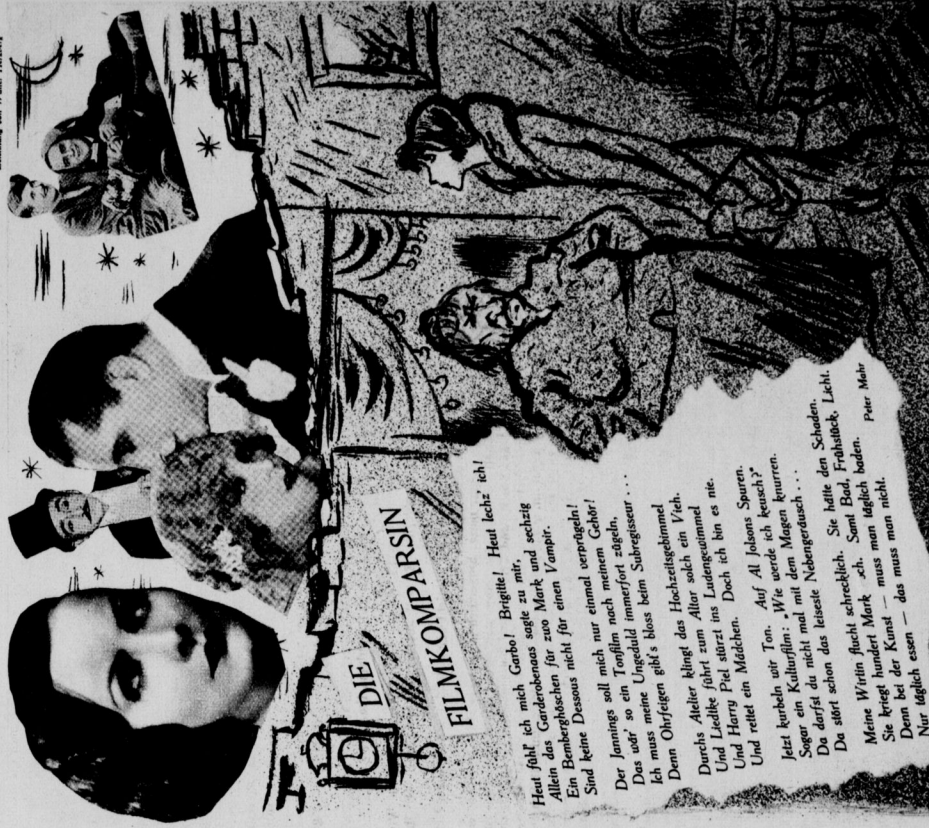 DIE
FILMKOMPARSIN
Heut fühl' ich mich Garbo! Brigitte! Heut lechz' ich!
Allein das Garderobenaas sagte zu mir,
Ein Benberghöschen für zwo Mark und sechzig
Sind keine Dessous nicht für einen Vampir.
Der Jannings soll mich nur einmal verprügeln!
Das wär' so ein Tonfilm nach meinem Gehör!
Ich muss meine Ungeduld immerfort zügeln,
Denn Ohrfeigen gibt's bloss beim Subregisseur ...
Durchs Atelier klingt das Hochzeitsgebimmel
Und Liedtke führt zum Altar solch ein Vieh.
Und Harry Piel stürzt ins Ludengewimmel
Und rettet ein Mädchen. Doch ich bin es nie.
Jetzt kurbeln wir Ton. Auf Al Jolsons Spuren.
Sogar ein Kulturfilm: „Wie werde ich keusch?"
Da darfst du nicht mal mit dem Magen knurren.
Da stört schon das leiseste Nebengeräusch ...
Meine Wirtin flucht schrecklich. Sie hätte den Schaden.
Sie kriegt hundert Mark Samt Bad, Frühstück, Licht.
Denn bei der Kunst — muss man täglich baden.
Nur täglich essen — das muss man nicht.
Peter Mahr